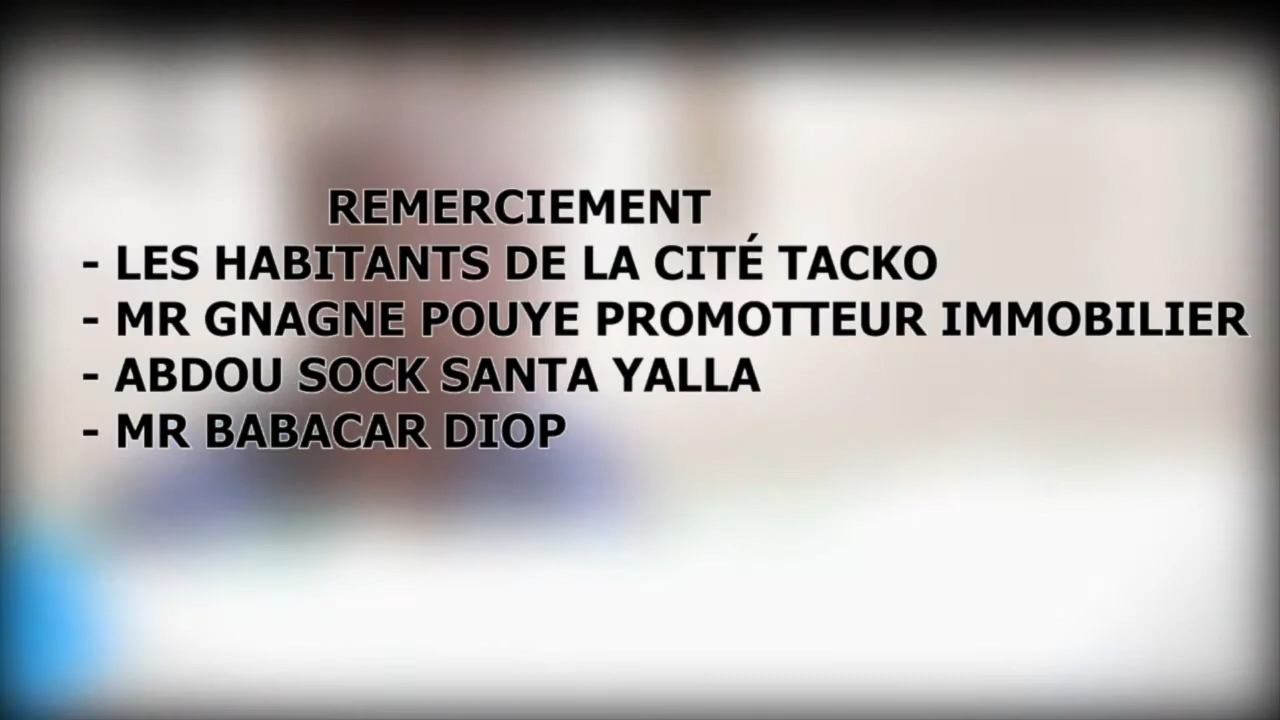 REMERCIEMENT
- LES HABITANTS DE LA CITÉ TACKO
- MR GNAGNE POUYE PROMOTTEUR IMMOBILIER
- ABDOU SOCK SANTA YALLA
- MR BABACAR DIOP